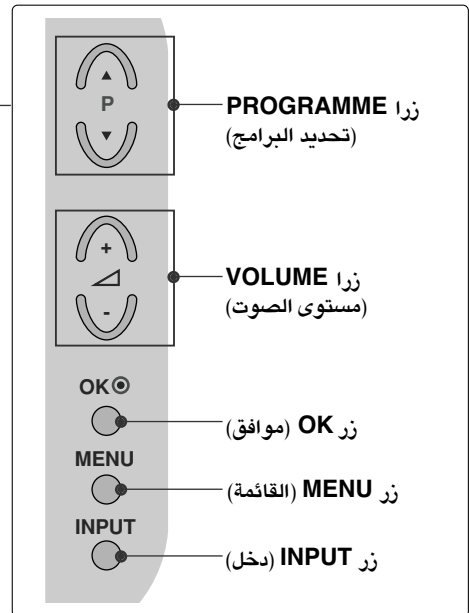 ▲
P
▼
زرا PROGRAMME
(تحديد البرامج)
+
-
زرا VOLUME
(مستوى الصوت)
OK
زر OK (موافق)
MENU
زر MENU (القائمة)
INPUT
زر INPUT (دخل)